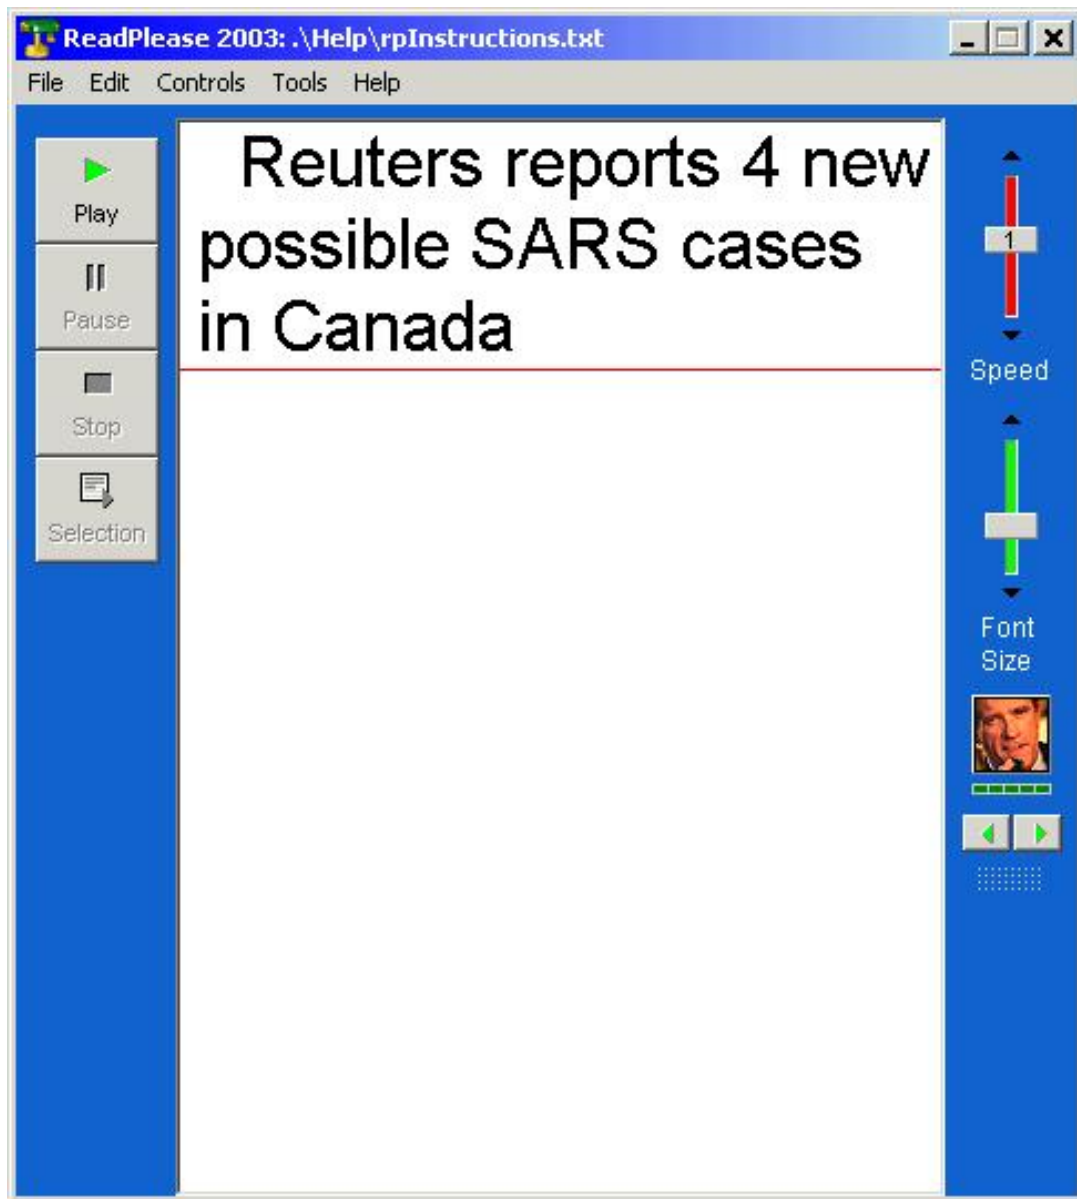 ReadPlease 2003: .\Help\rpInstructions.txt
File Edit Controls Tools Help
Play
Pause
Stop
Selection
Reuters reports 4 new
possible SARS cases
in Canada
1
Speed
Font
Size